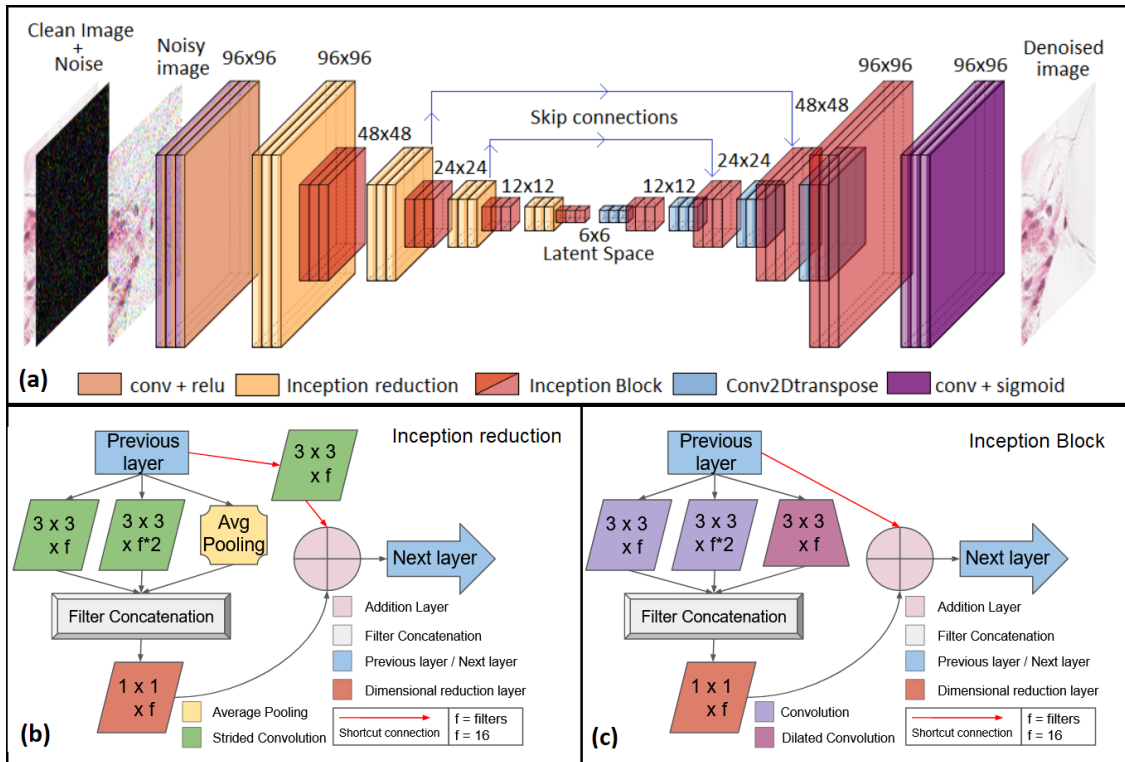 Clean Image
+
Noise
Noisy
image
96x96
96x96
48x48
24x24
12x12
Skip connections
6x6
Latent Space
12x12
24x24
48x48
96x96
96x96
Denoised
image
(a)
conv + relu
Inception reduction
Inception Block
Conv2Dtranspose
conv + sigmoid
Inception reduction
Previous
layer
3 x 3
x f
3 x 3
x f
3 x 3
x f*2
Avg
Pooling
Next layer
Filter Concatenation
1 x 1
x f
Addition Layer
Filter Concatenation
Previous layer / Next layer
Dimensional reduction layer
Average Pooling
Strided Convolution
Shortcut connection
f = filters
f = 16
(b)
Inception Block
Previous
layer
3 x 3
x f
3 x 3
x f*2
3 x 3
x f
Next layer
Filter Concatenation
1 x 1
x f
Addition Layer
Filter Concatenation
Previous layer / Next layer
Dimensional reduction layer
Convolution
Dilated Convolution
Shortcut connection
f = filters
f = 16
(c)